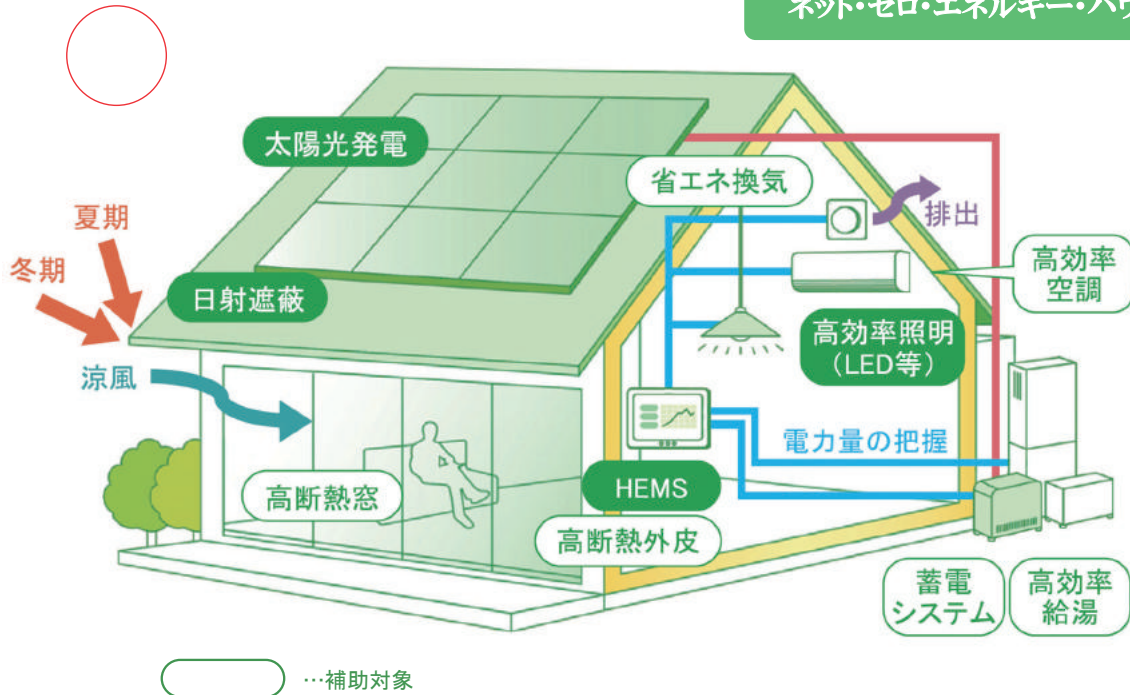 ネット・ゼロ・エネルギー・ハウ
太陽光発電
省エネ換気
排出
夏期
冬期
高効率
空調
日射遮蔽
高効率照明
（LED等）
涼風
電力量の把握
高断熱窓
HEMS
高断熱外皮
蓄電
システム
高効率
給湯
…補助対象